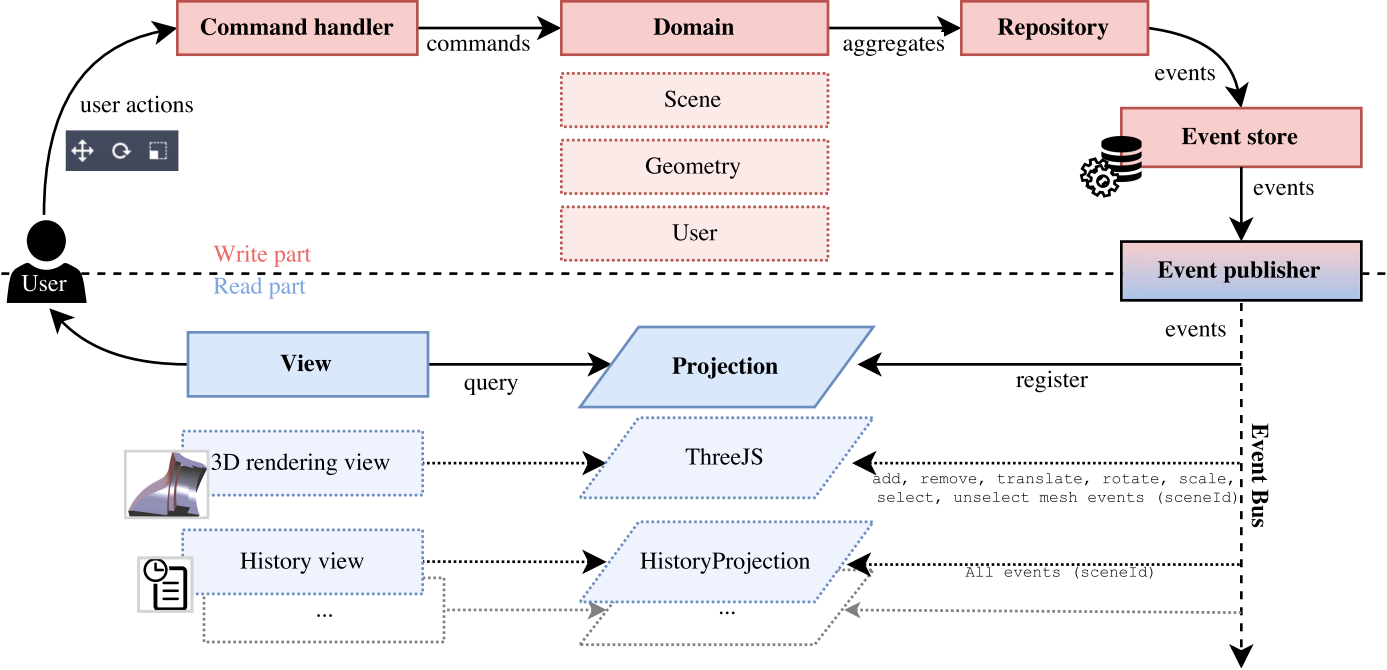 Command handler
commands
Domain
aggregates
Repository
events
user actions
Scene
Geometry
User
Event store
events
Write part
Read part
User
Event publisher
events
View
query
Projection
register
3D rendering view
ThreeJS
add, remove, translate, rotate, scale,
select, unselect mesh events (sceneId)
Event Bus
History view
HistoryProjection
All events (sceneId)
...
...